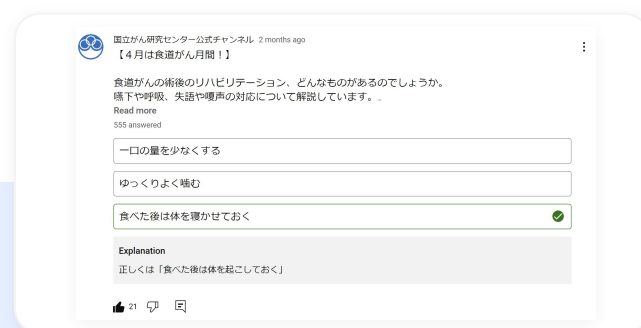 国立がん研究センター公式チャンネル 2 months ago
【４月は食道がん月間！】
食道がんの術後のリハビリテーション、どんなものがあるのでしょうか。
嚥下や呼吸、失語や嗄声の対応について解説しています。...
Read more
555 answered
一口の量を少なくする
ゆっくりよく噛む
食べた後は体を寝かせておく
Explanation
正しくは「食べた後は体を起こしておく」
21